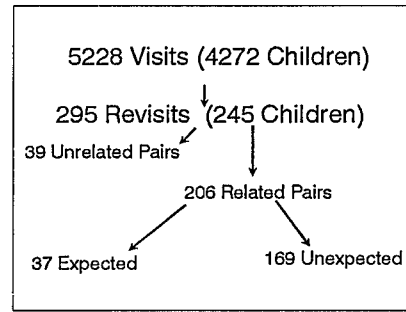 5228 Visits (4272 Children)
295 Revisits (245 Children)
39 Unrelated Pairs
206 Related Pairs
37 Expected
169 Unexpected